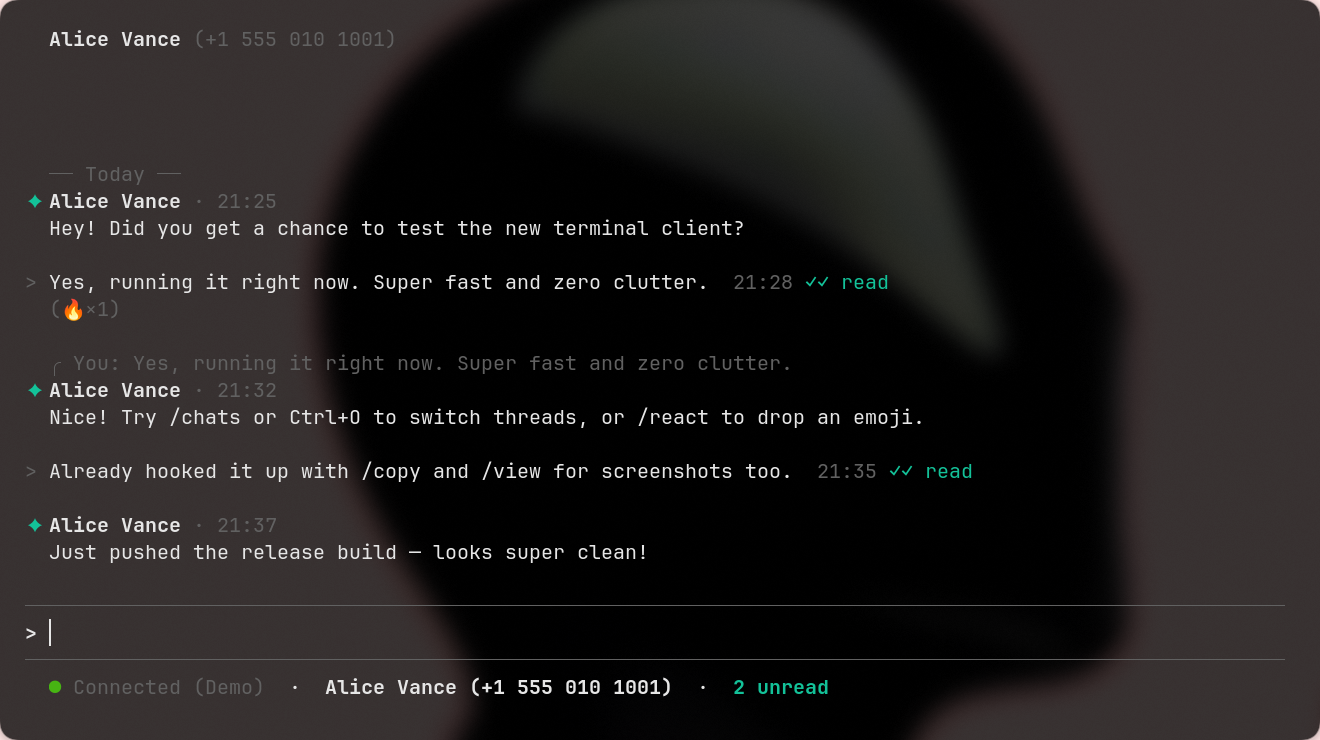 Alice Vance (+1 555 010 1001)
── Today ──
✦ Alice Vance · 21:25
Hey! Did you get a chance to test the new terminal client?
> Yes, running it right now. Super fast and zero clutter.  21:28 ✓✓ read
(🔥×1)
╭ You: Yes, running it right now. Super fast and zero clutter.
✦ Alice Vance · 21:32
Nice! Try /chats or Ctrl+O to switch threads, or /react to drop an emoji.
> Already hooked it up with /copy and /view for screenshots too.  21:35 ✓✓ read
✦ Alice Vance · 21:37
Just pushed the release build — looks super clean!
>
● Connected (Demo)  ·  Alice Vance (+1 555 010 1001)  ·  2 unread